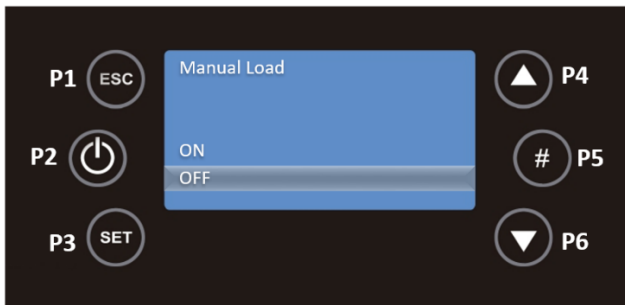 P1 ESC
Manual Load
P4
P2
ON
# P5
OFF
P3 SET
P6